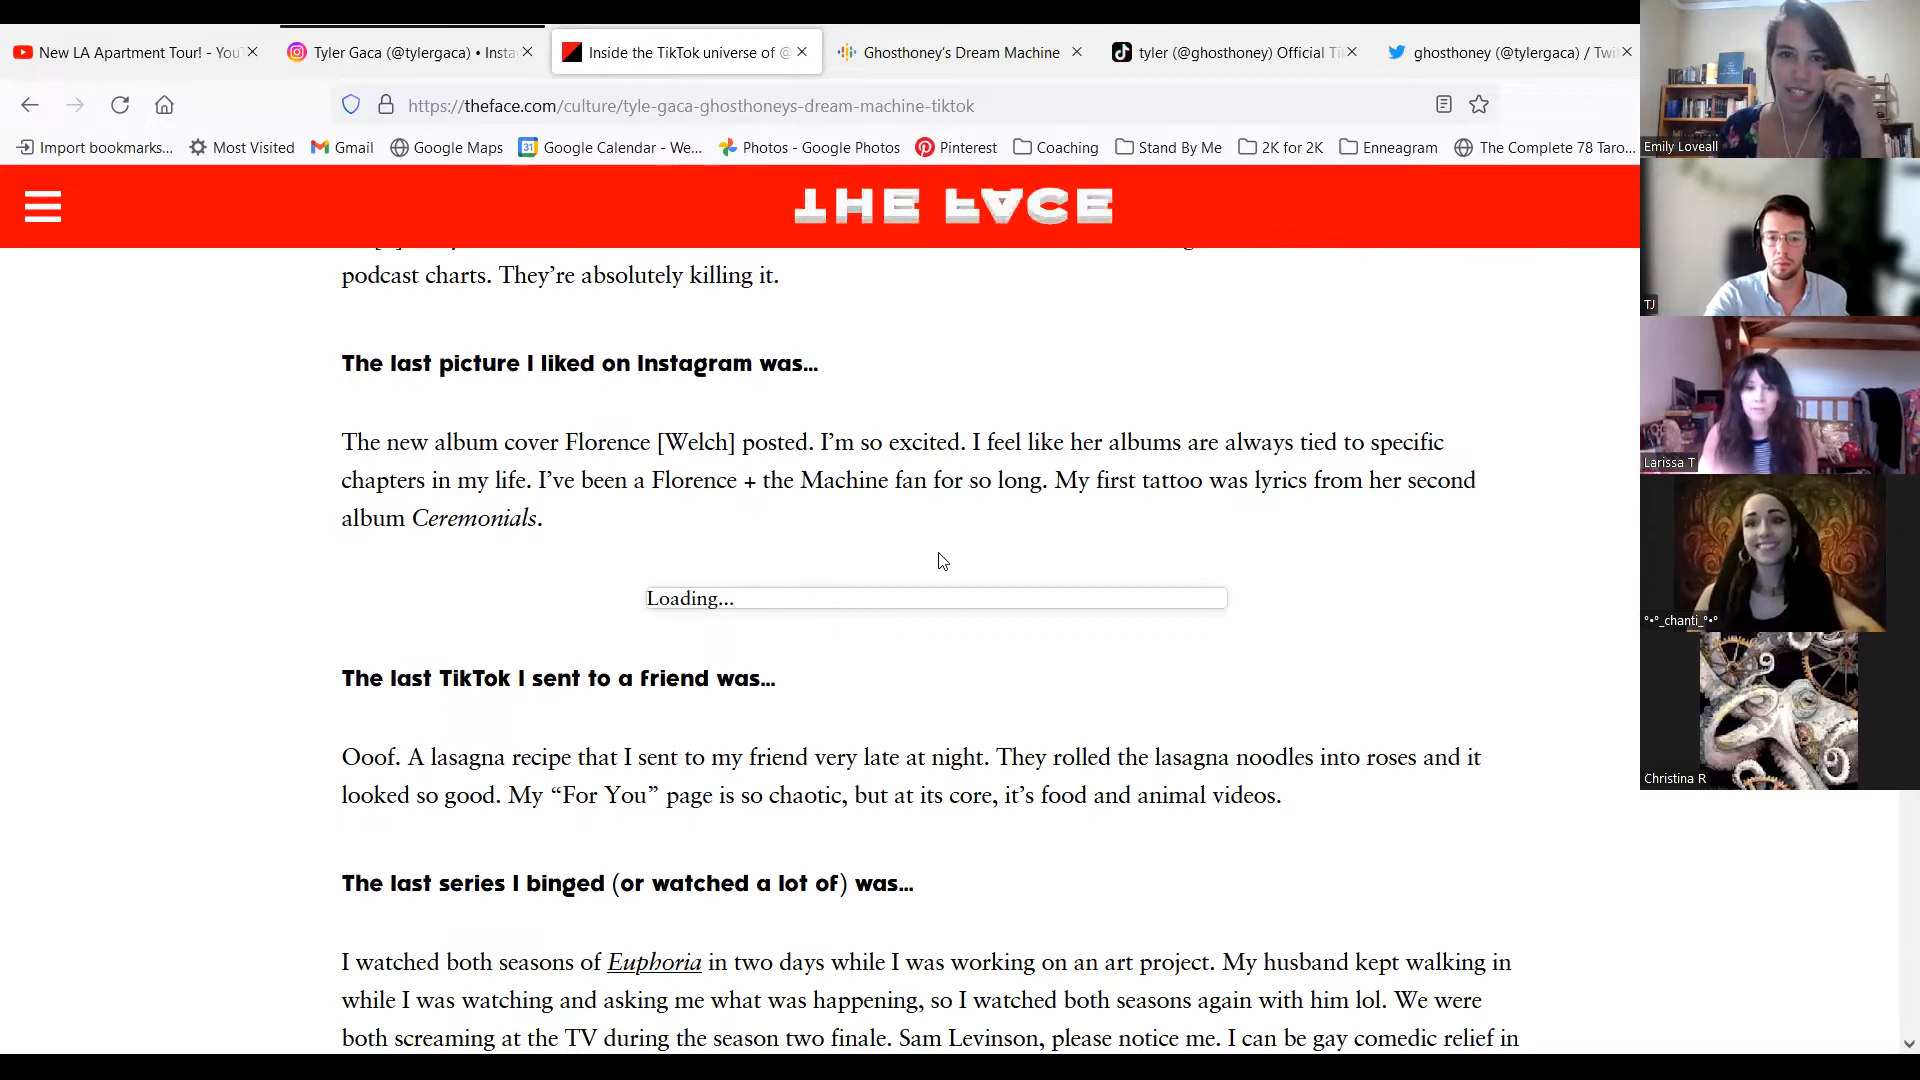 New LA Apartment Tour! - YouT
Tyler Gaca (@tylergaca) • Insta
Inside the TikTok universe of @
Ghosthoney's Dream Machine
tyler (@ghosthoney) Official Ti
ghosthoney (@tylergaca) / Twi
https://theface.com/culture/tyle-gaca-ghosthoneys-dream-machine-tiktok
Import bookmarks...
Most Visited
Gmail
Google Maps
31
Google Calendar - We...
Photos - Google Photos
Pinterest
Coaching
Stand By Me
2K for 2K
Enneagram
The Complete 78 Taro...
THE FACE
podcast charts. They’re absolutely killing it.
The last picture I liked on Instagram was…
The new album cover Florence [Welch] posted. I’m so excited. I feel like her albums are always tied to specific
chapters in my life. I’ve been a Florence + the Machine fan for so long. My first tattoo was lyrics from her second
album Ceremonials.
Loading...
The last TikTok I sent to a friend was…
Ooof. A lasagna recipe that I sent to my friend very late at night. They rolled the lasagna noodles into roses and it
looked so good. My “For You” page is so chaotic, but at its core, it’s food and animal videos.
The last series I binged (or watched a lot of) was…
I watched both seasons of Euphoria in two days while I was working on an art project. My husband kept walking in
while I was watching and asking me what was happening, so I watched both seasons again with him lol. We were
both screaming at the TV during the season two finale. Sam Levinson, please notice me. I can be gay comedic relief in
Emily Loveall
TJ
Larissa T
°•°_chanti_°•°
Christina R